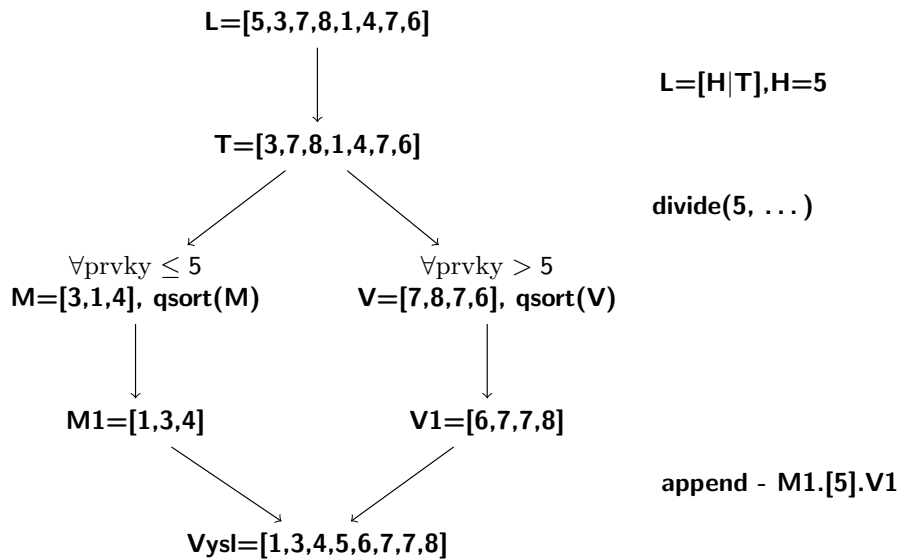 L=[5,3,7,8,1,4,7,6]
L=[H|T],H=5
T=[3,7,8,1,4,7,6]
divide(5, ...)
∀prvky ≤ 5
∀prvky > 5
M=[3,1,4], qsort(M)
V=[7,8,7,6], qsort(V)
M1=[1,3,4]
V1=[6,7,7,8]
append - M1.[5].V1
Vysl=[1,3,4,5,6,7,7,8]